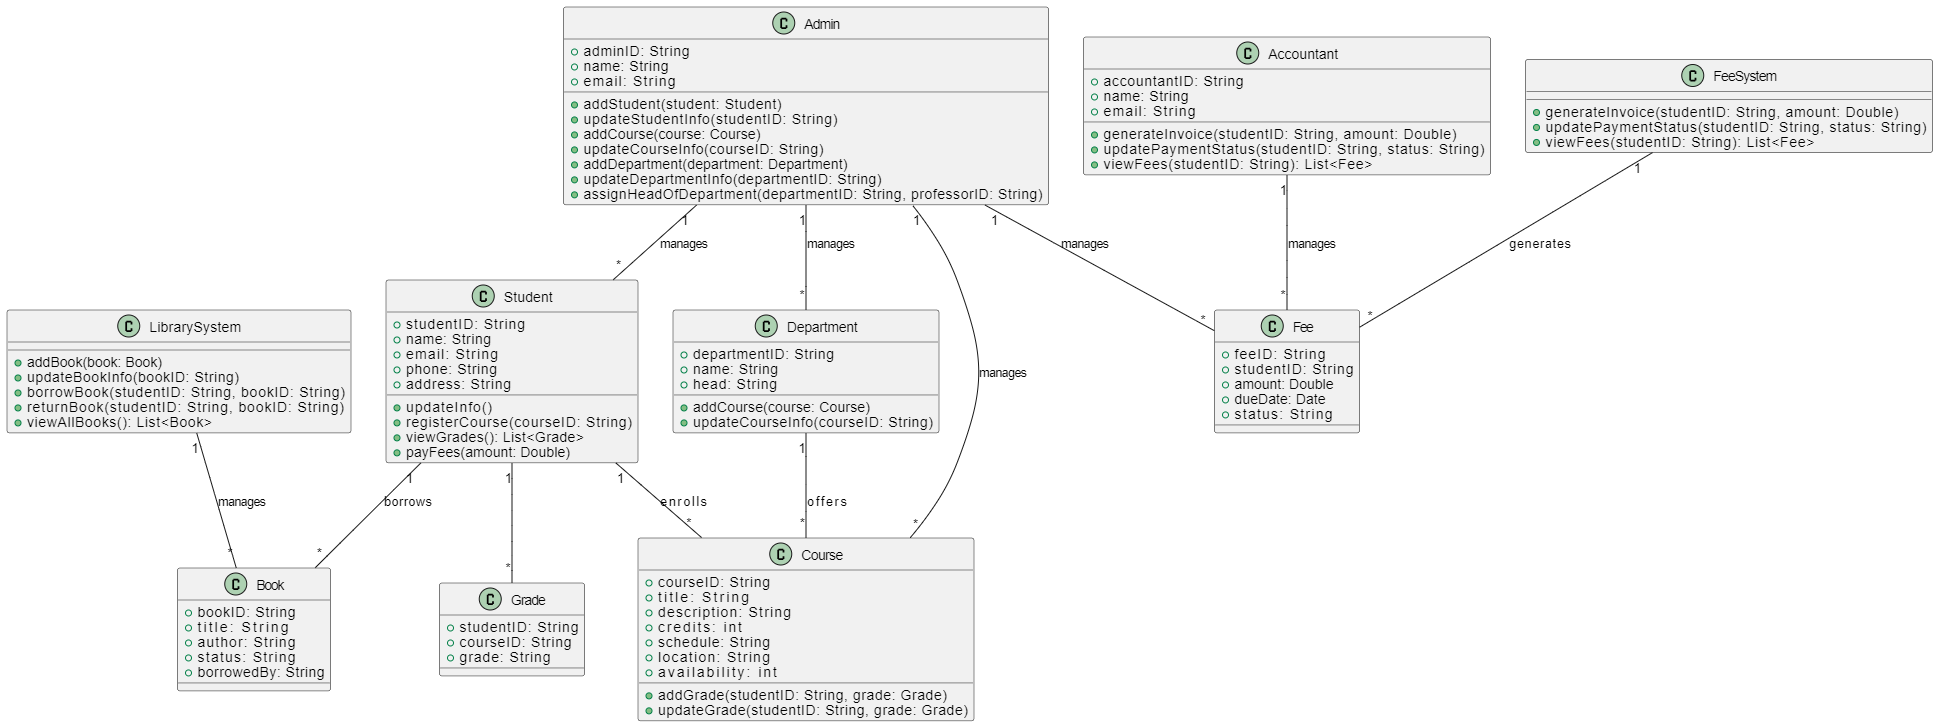 C Admin
adminID: String
name: String
email: String
addStudent(student: Student)
updateStudentInfo(studentID: String)
addCourse(course: Course)
updateCourseInfo(courseID: String)
addDepartment(department: Department)
updateDepartmentInfo(departmentID: String)
assignHeadOfDepartment(departmentID: String, professorID: String)
C Accountant
accountantID: String
name: String
email: String
generateInvoice(studentID: String, amount: Double)
updatePaymentStatus(studentID: String, status: String)
viewFees(studentID: String): List<Fee>
C FeeSystem
generateInvoice(studentID: String, amount: Double)
updatePaymentStatus(studentID: String, status: String)
viewFees(studentID: String): List<Fee>
1
1
1
1
1
1
manages
manages
manages
manages
generates
*
*
*
*
*
C LibrarySystem
addBook(book: Book)
updateBookInfo(bookID: String)
borrowBook(studentID: String, bookID: String)
returnBook(studentID: String, bookID: String)
viewAllBooks(): List<Book>
C Student
studentID: String
name: String
email: String
phone: String
address: String
updateInfo()
registerCourse(courseID: String)
viewGrades(): List<Grade>
payFees(amount: Double)
C Department
departmentID: String
name: String
head: String
addCourse(course: Course)
updateCourseInfo(courseID: String)
manages
C Fee
feeID: String
studentID: String
amount: Double
dueDate: Date
status: String
1
1
1
1
1
manages
borrows
enrolls
offers
*
*
*
*
*
*
C Book
bookID: String
title: String
author: String
status: String
borrowedBy: String
C Grade
studentID: String
courseID: String
grade: String
C Course
courseID: String
title: String
description: String
credits: int
schedule: String
location: String
availability: int
addGrade(studentID: String, grade: Grade)
updateGrade(studentID: String, grade: Grade)